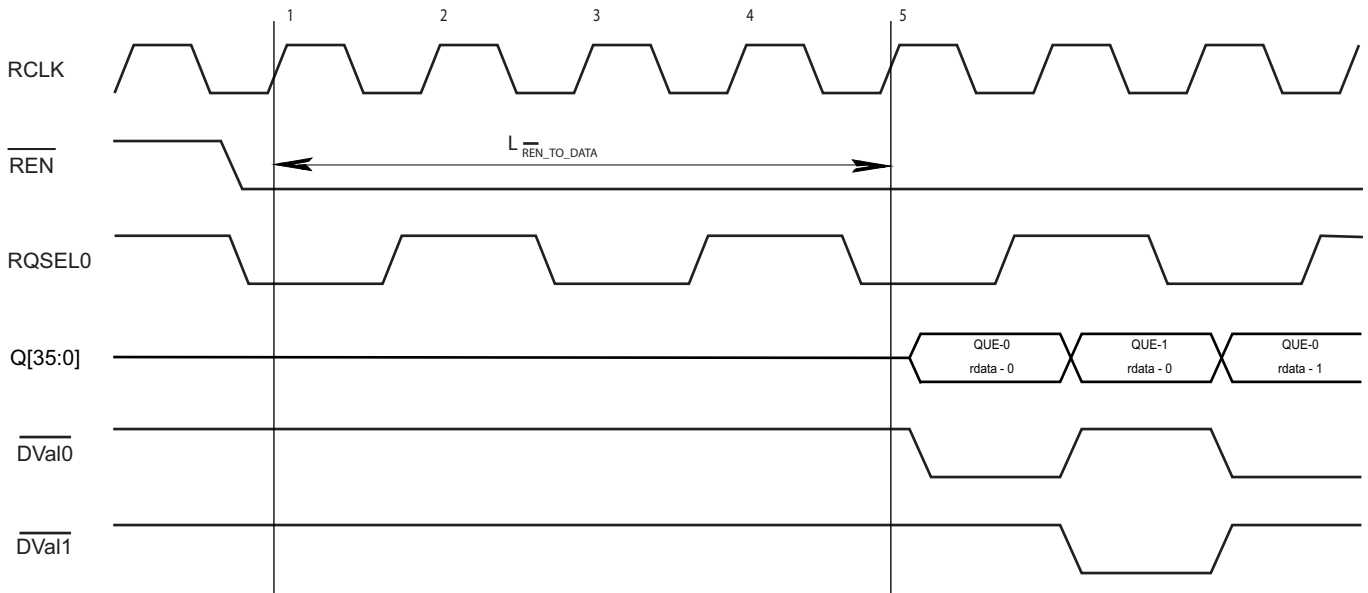 1 2 3 4 5
RCLK
L REN_TO_DATA
REN
RQSEL0
Q[35:0]
QUE-0 QUE-1 QUE-0
rdata - 0 rdata - 0 rdata - 1
DVal0
DVal1